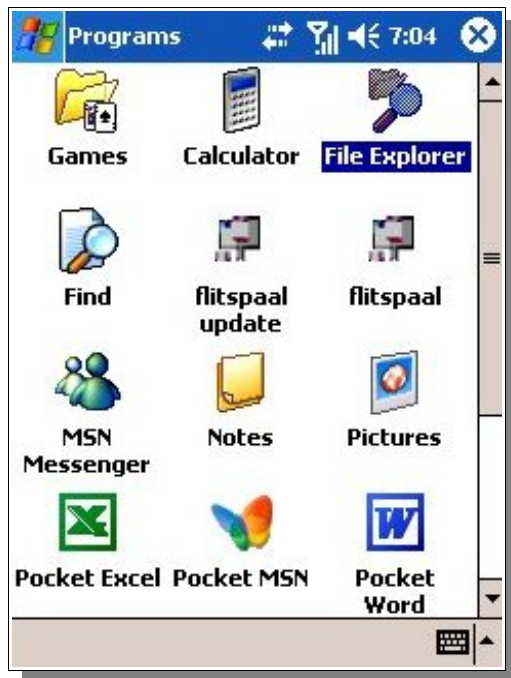 Programs 7:04
Games Calculator File Explorer
Find flitspaal flitspaal
update
MSN Notes Pictures
Messenger
Pocket Excel Pocket MSN Pocket
Word